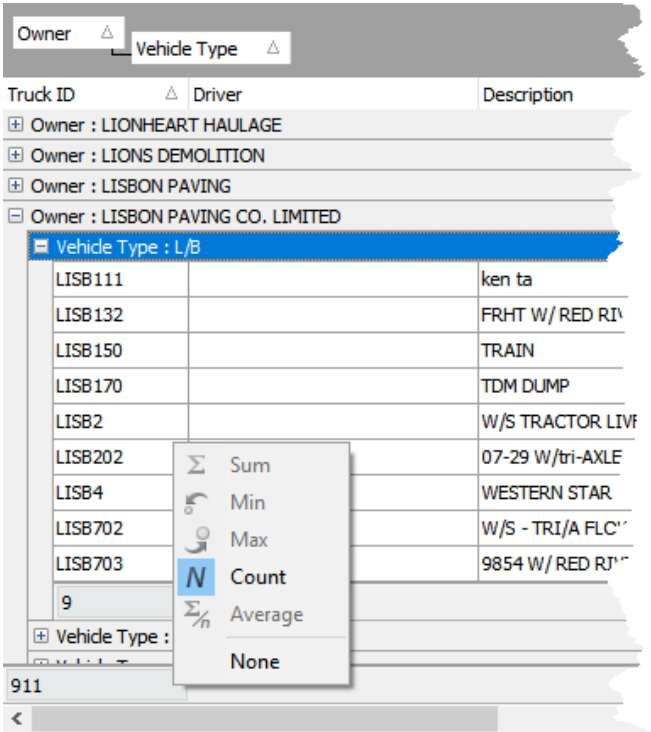 Owner
Vehicle Type
Truck ID Driver Description
Owner : LIONHEART HAULAGE
Owner : LIONS DEMOLITION
Owner : LISBON PAVING
Owner : LISBON PAVING CO. LIMITED
Vehicle Type : L/B
LISB111 ken ta
LISB132 FRHT W/ RED
LISB150 TRAIN
LISB170 TDM DUMP
LISB2 W/S TRACTOR
LISB202 07-29 W/tri-AXLE
LISB4 WESTERN STAR
LISB702 W/S - TRI/A
LISB703 9854 W/ RED
9
Σ Sum
Min
Max
N Count
Σ/n Average
None
Vehicle Type :
911